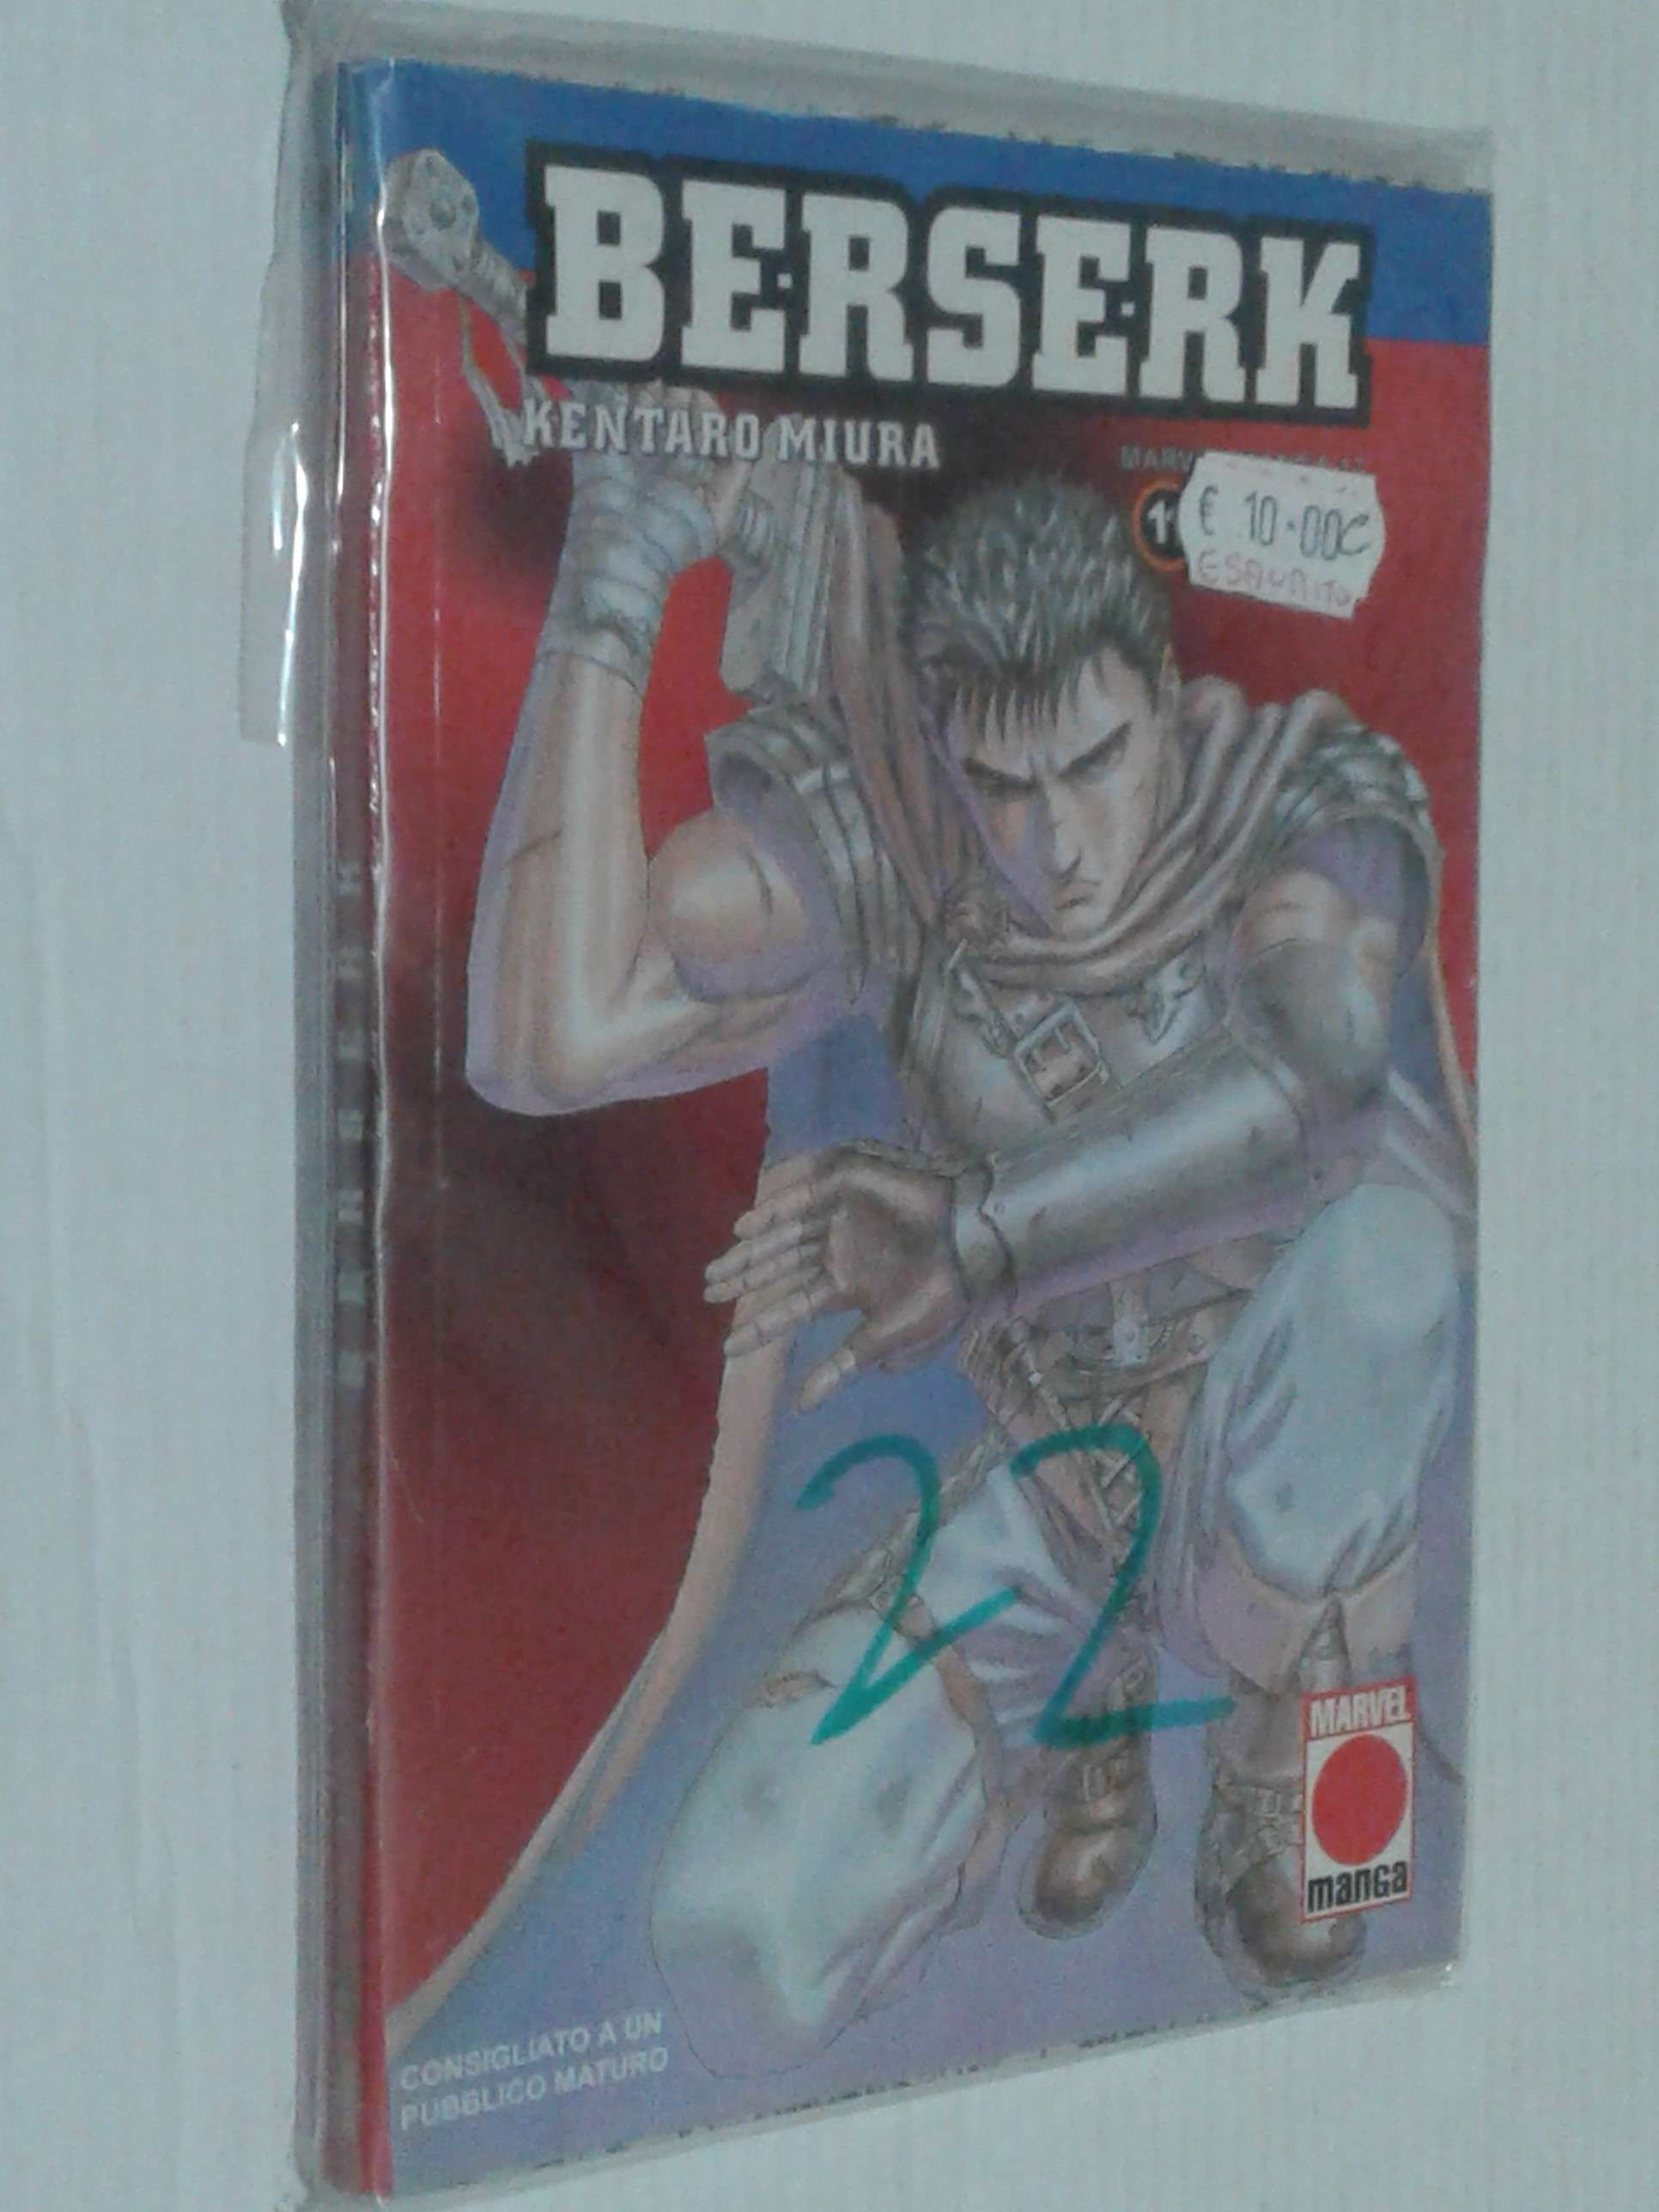 BERSERK
KENTARO MIURA
€ 10.00
ESAURITO
22
MARVEL
manga
CONSIGLIATO A UN
PUBBLICO MATURO